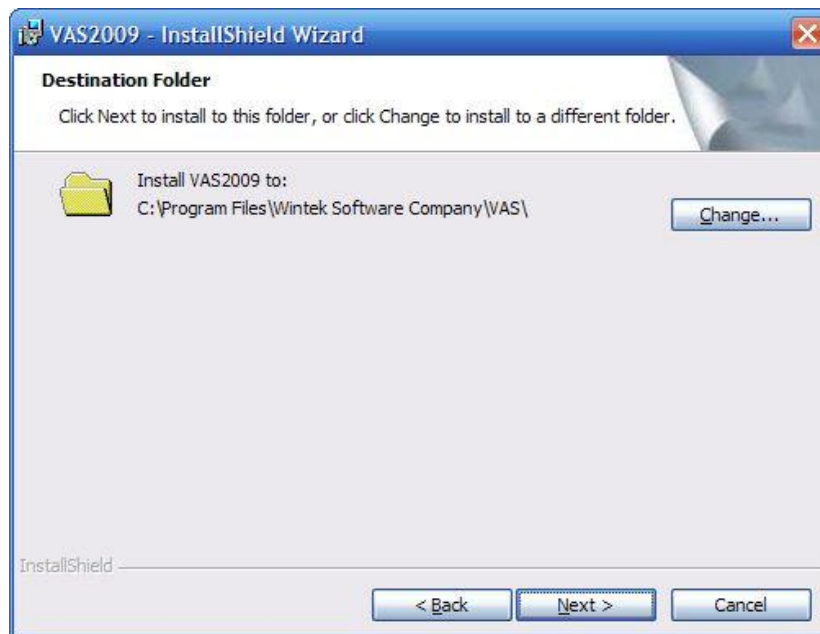 VAS2009 - InstallShield Wizard
Destination Folder
Click Next to install to this folder, or click Change to install to a different folder.
Install VAS2009 to:
C:\Program Files\Wintek Software Company\VAS\
Change...
InstallShield
< Back
Next >
Cancel